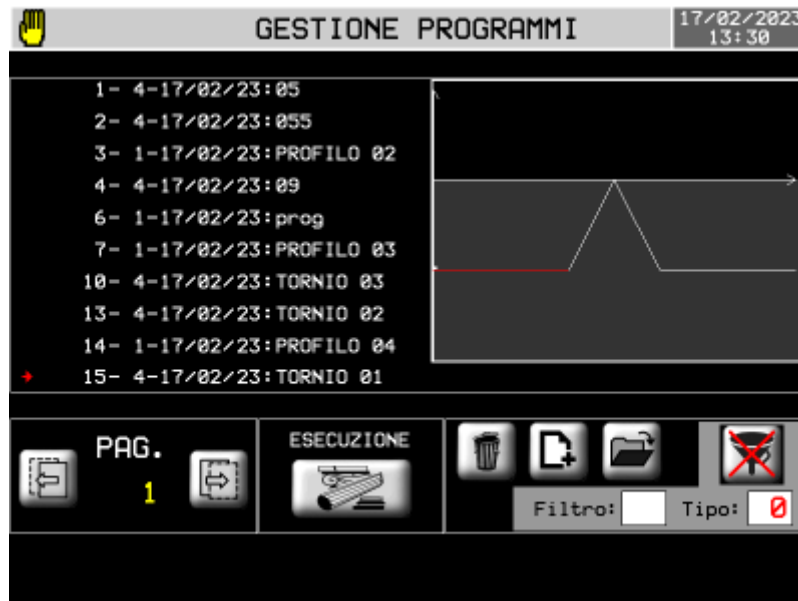 GESTIONE PROGRAMMI
17/02/2023
13:30
1- 4-17/02/23:05
2- 4-17/02/23:055
3- 1-17/02/23:PROFILO 02
4- 4-17/02/23:09
6- 1-17/02/23:prog
7- 1-17/02/23:PROFILO 03
10- 4-17/02/23:TORNIO 03
13- 4-17/02/23:TORNIO 02
14- 1-17/02/23:PROFILO 04
15- 4-17/02/23:TORNIO 01
PAG.
1
ESECUZIONE
Filtro:
Tipo: 0